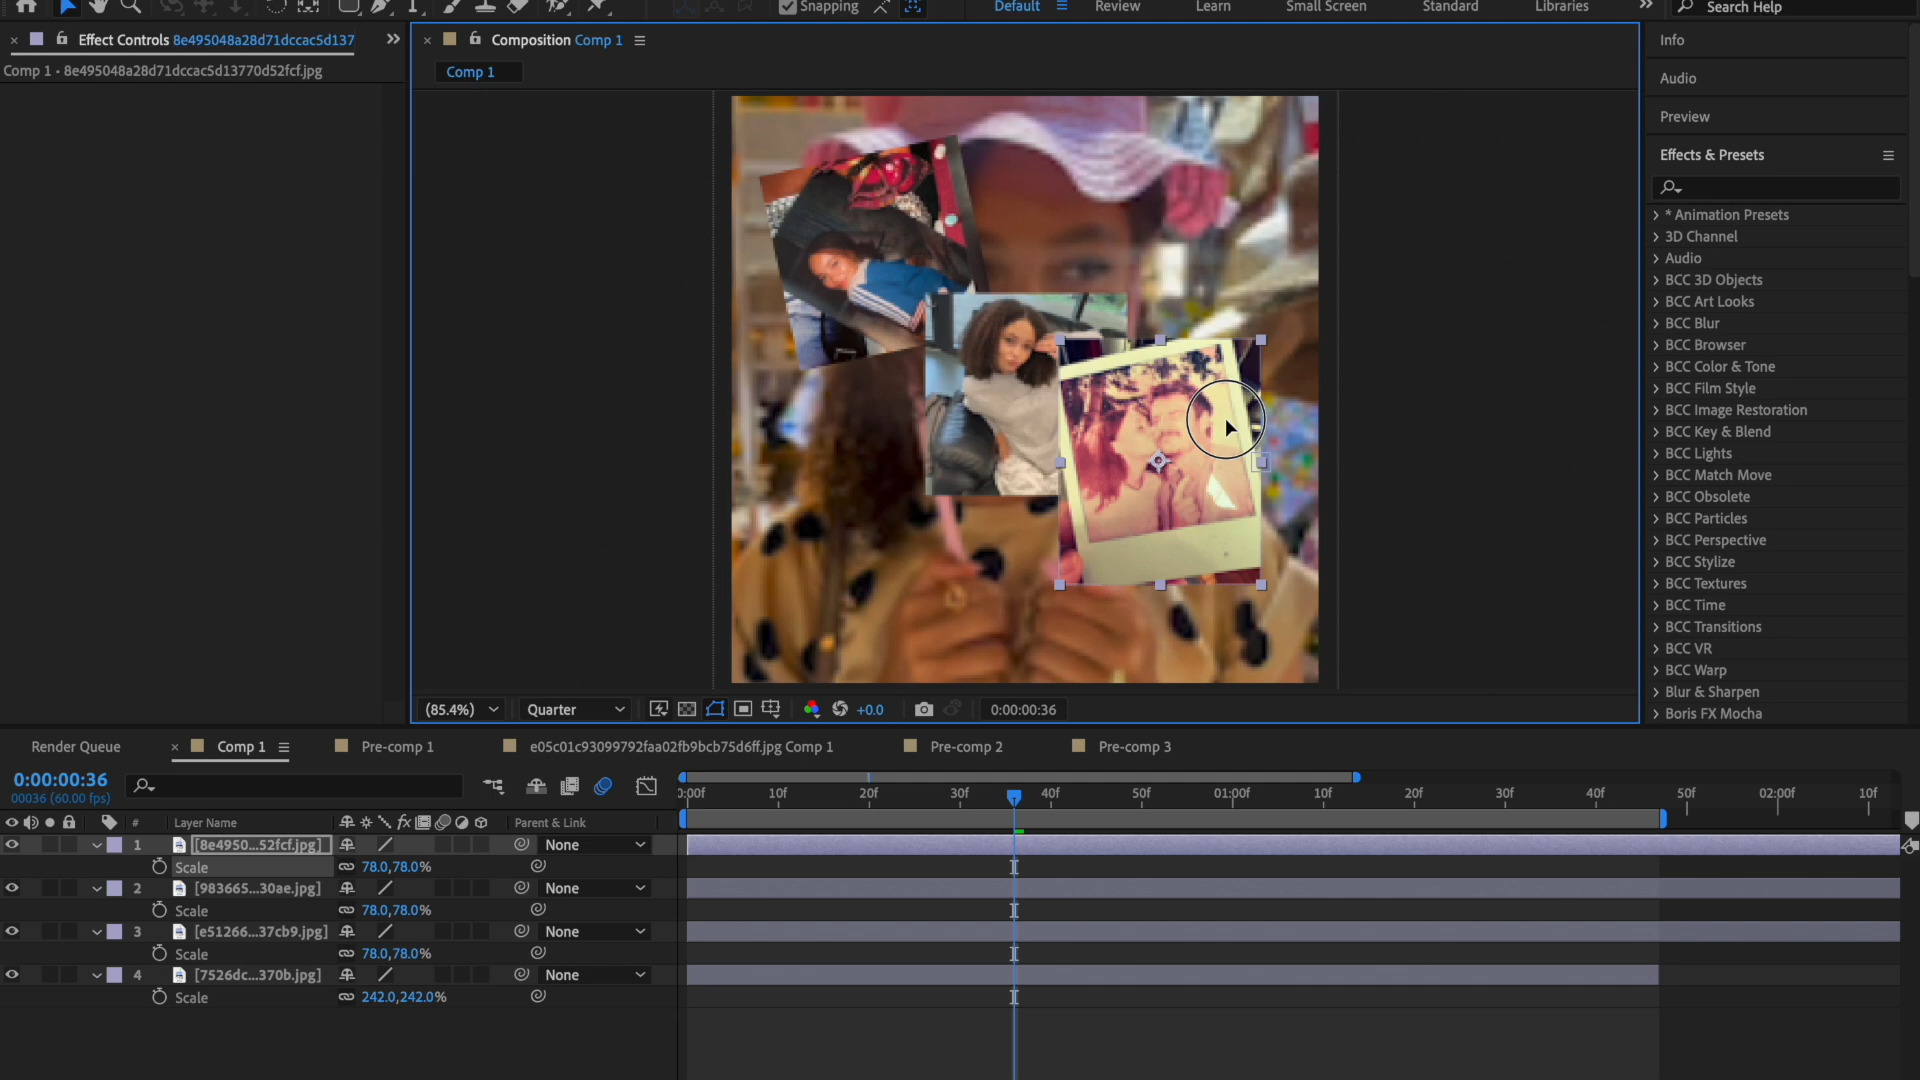 Snapping
Default
Review
Learn
Small Screen
Standard
Libraries
Search Help
Effect Controls 8e495048a28d71dccac5d137
Comp 1 • 8e495048a28d71dccac5d13770d52fcf.jpg
Composition Comp 1
Comp 1
Info
Audio
Preview
Effects & Presets
* Animation Presets
3D Channel
Audio
BCC 3D Objects
BCC Art Looks
BCC Blur
BCC Browser
BCC Color & Tone
BCC Film Style
BCC Image Restoration
BCC Key & Blend
BCC Lights
BCC Match Move
BCC Obsolete
BCC Particles
BCC Perspective
BCC Stylize
BCC Textures
BCC Time
BCC Transitions
BCC VR
BCC Warp
Blur & Sharpen
Boris FX Mocha
(85.4%)
Quarter
+0.0
0:00:00:36
Render Queue
Comp 1
Pre-comp 1
e05c01c93099792faa02fb9bcb75d6ff.jpg Comp 1
Pre-comp 2
Pre-comp 3
0:00:00:36
00036 (60.00 fps)
:00f 10f 20f 30f 40f 50f 01:00f 10f 20f 30f 40f 50f 02:00f 10f
# Layer Name Parent & Link
1 [8e4950...52fcf.jpg] None
Scale 78.0,78.0%
2 [983665...30ae.jpg] None
Scale 78.0,78.0%
3 [e51266...37cb9.jpg] None
Scale 78.0,78.0%
4 [7526dc...370b.jpg] None
Scale 242.0,242.0%